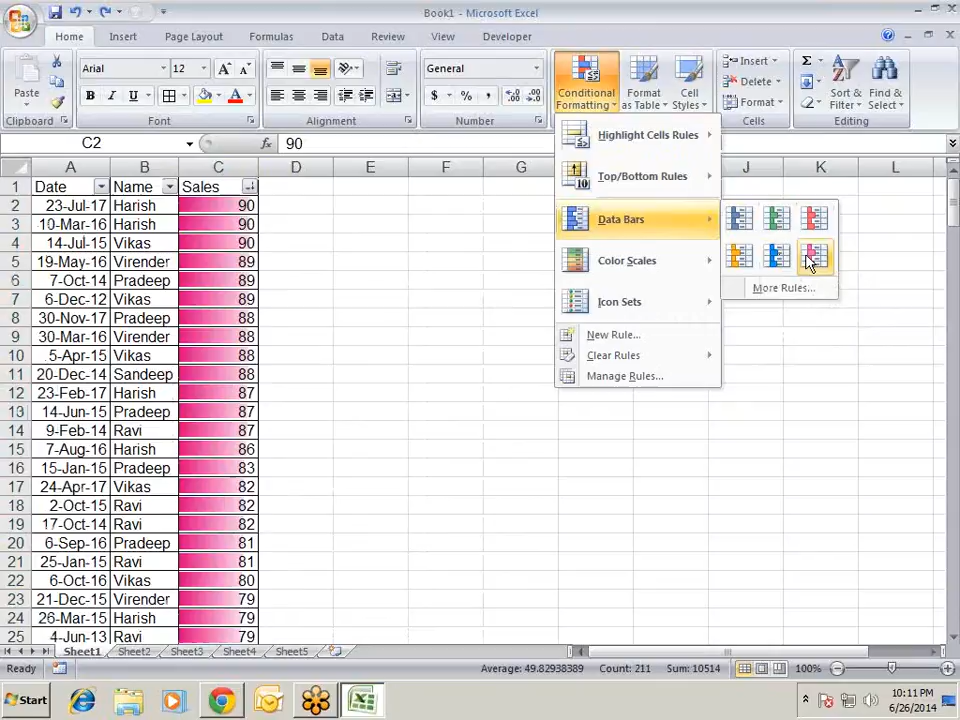 Book1 - Microsoft Excel
Home Insert Page Layout Formulas Data Review View Developer
Paste
Arial 12
B I U
General
$ % ,
Conditional Formatting
Format as Table
Cell Styles
Insert
Delete
Format
Sort & Filter
Find & Select
Clipboard Font Alignment Number Cells Editing
C2 fx 90
A B C D E F G J K L
1 Date Name Sales
2 23-Jul-17 Harish 90
3 10-Mar-16 Harish 90
4 14-Jul-15 Vikas 90
5 19-May-16 Virender 89
6 7-Oct-14 Pradeep 89
7 6-Dec-12 Vikas 89
8 30-Nov-17 Pradeep 88
9 30-Mar-16 Virender 88
10 5-Apr-15 Vikas 88
11 20-Dec-14 Sandeep 88
12 23-Feb-17 Harish 87
13 14-Jun-15 Pradeep 87
14 9-Feb-14 Ravi 87
15 7-Aug-16 Harish 86
16 15-Jan-15 Pradeep 83
17 24-Apr-17 Vikas 82
18 2-Oct-15 Ravi 82
19 17-Oct-14 Ravi 82
20 6-Sep-16 Pradeep 81
21 25-Jan-15 Ravi 81
22 6-Oct-16 Vikas 80
23 21-Dec-15 Virender 79
24 26-Mar-15 Harish 79
25 4-Jun-13 Ravi 79
Highlight Cells Rules
Top/Bottom Rules
Data Bars
Color Scales
Icon Sets
New Rule...
Clear Rules
Manage Rules...
More Rules...
Sheet1 Sheet2 Sheet3 Sheet4 Sheet5
Ready Average: 49.82938389 Count: 211 Sum: 10514 100%
Start
10:11 PM
6/26/2014